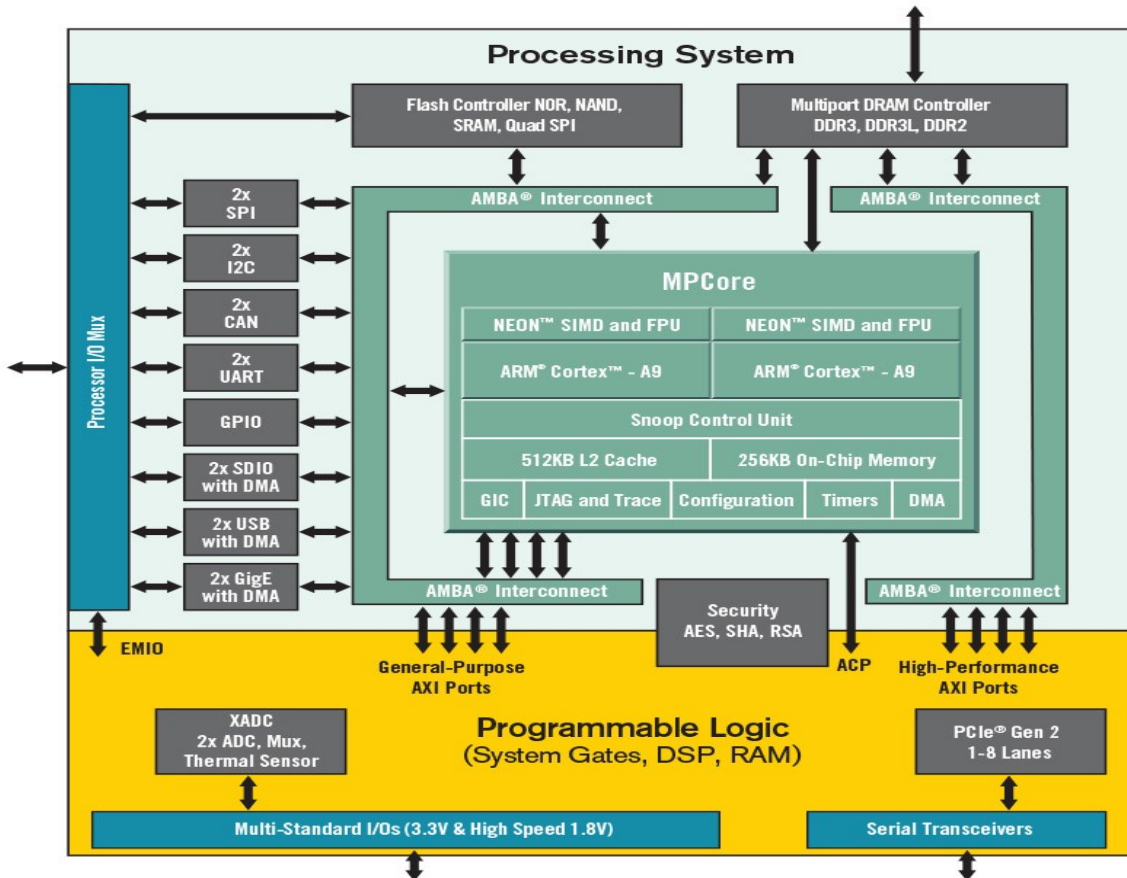 Processing System
Flash Controller NOR, NAND,
SRAM, Quad SPI
Multiport DRAM Controller
DDR3, DDR3L, DDR2
Processor I/O Mux
2x
SPI
2x
I2C
2x
CAN
2x
UART
GPIO
2x SDIO
with DMA
2x USB
with DMA
2x GigE
with DMA
AMBA® Interconnect
AMBA® Interconnect
MPCore
NEON™ SIMD and FPU
NEON™ SIMD and FPU
ARM® Cortex™ - A9
ARM® Cortex™ - A9
Snoop Control Unit
512KB L2 Cache
256KB On-Chip Memory
GIC
JTAG and Trace
Configuration
Timers
DMA
AMBA® Interconnect
AMBA® Interconnect
Security
AES, SHA, RSA
EMIO
General-Purpose
AXI Ports
ACP
High-Performance
AXI Ports
XADC
2x ADC, Mux,
Thermal Sensor
Programmable Logic
(System Gates, DSP, RAM)
PCIe® Gen 2
1-8 Lanes
Multi-Standard I/Os (3.3V & High Speed 1.8V)
Serial Transceivers